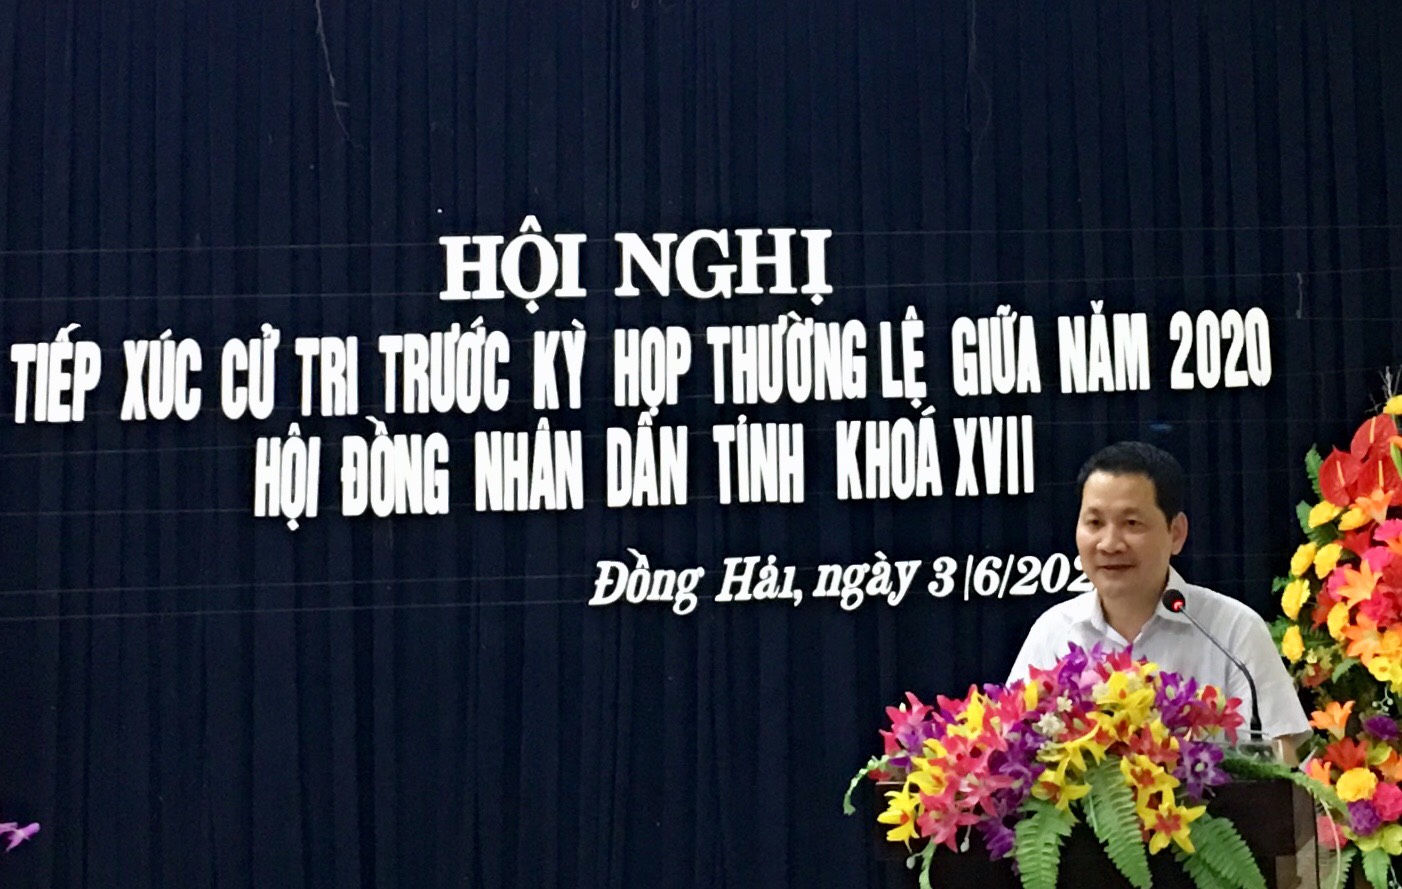 HỘI NGHỊ
TIẾP XÚC CỬ TRI TRƯỚC KỲ HỌP THƯỜNG LỆ GIỮA NĂM 2020
HỘI ĐỒNG NHÂN DÂN TỈNH KHOÁ XVII
Đồng Hải, ngày 3/6/202